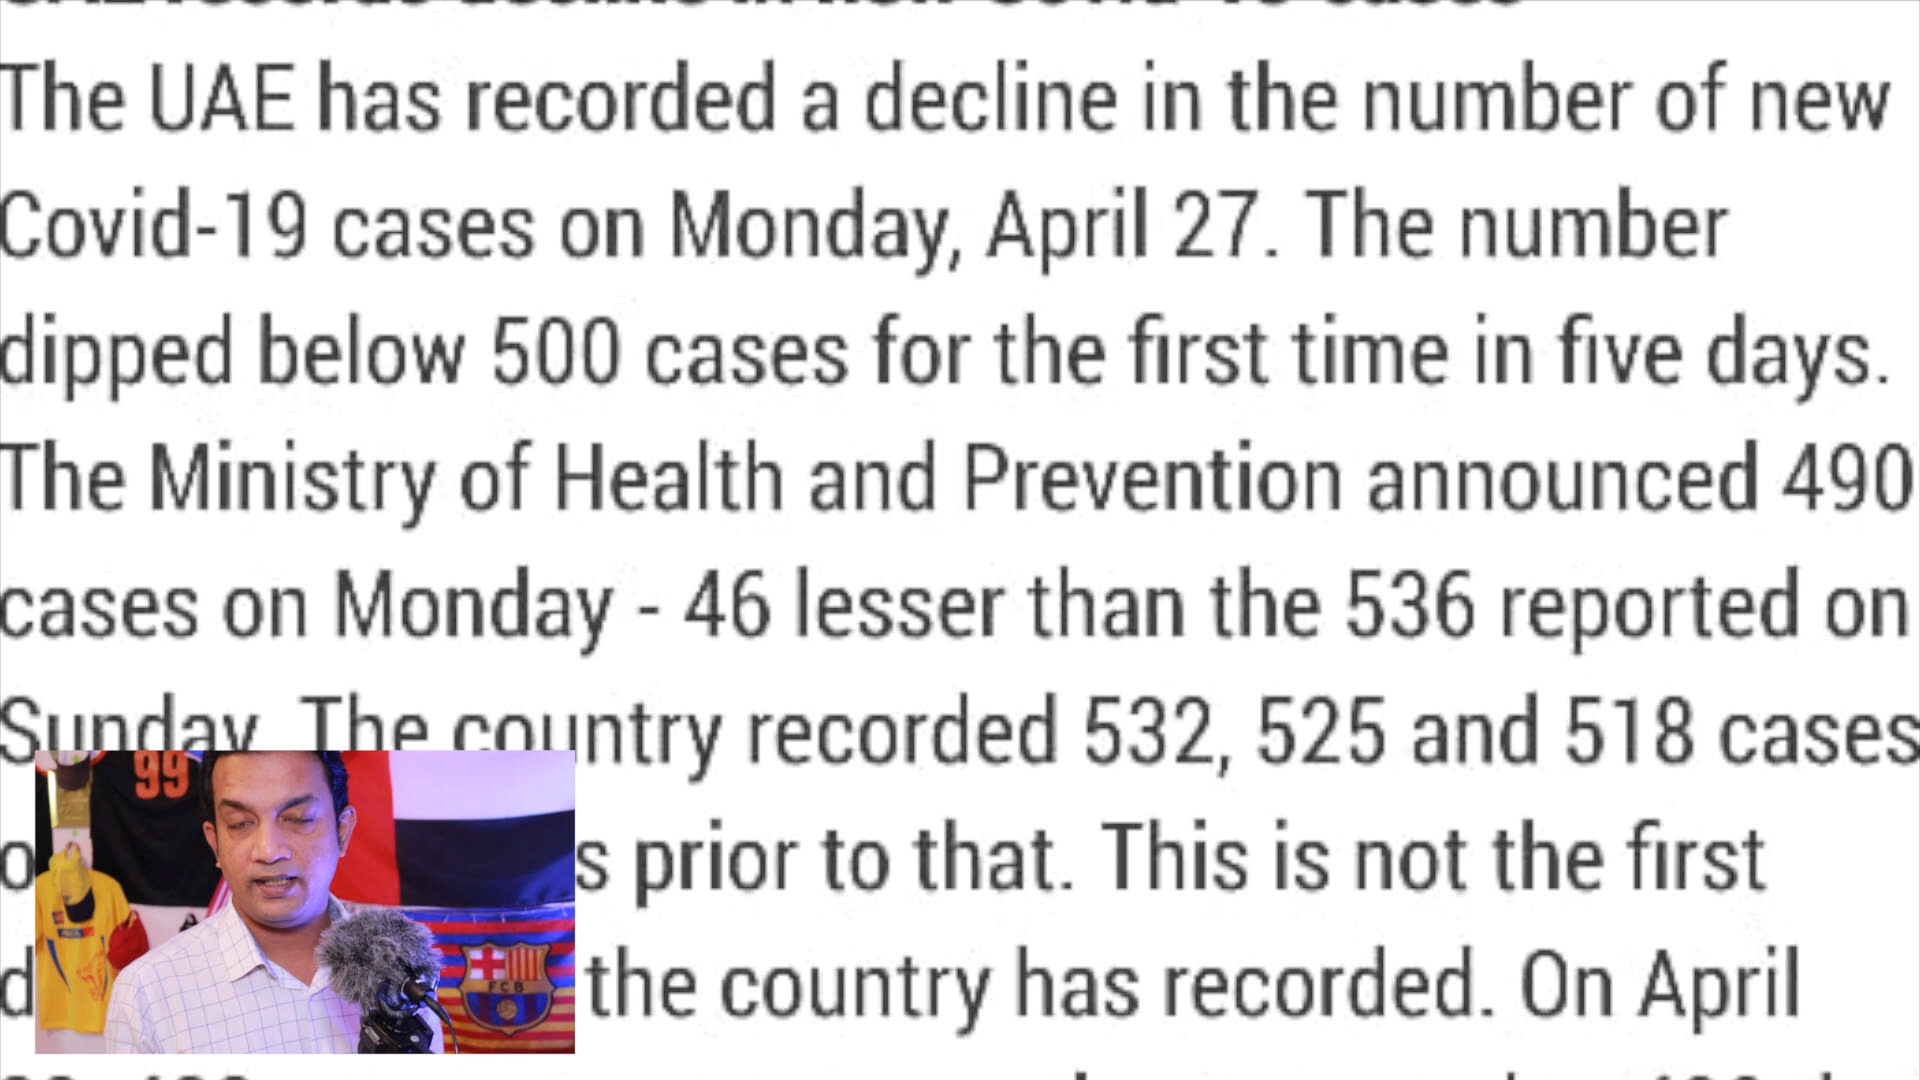 The UAE has recorded a decline in the number of new
Covid-19 cases on Monday, April 27. The number
dipped below 500 cases for the first time in five days.
The Ministry of Health and Prevention announced 490
cases on Monday - 46 lesser than the 536 reported on
Sunday. The country recorded 532, 525 and 518 cases
prior to that. This is not the first
the country has recorded. On April
99
FCB